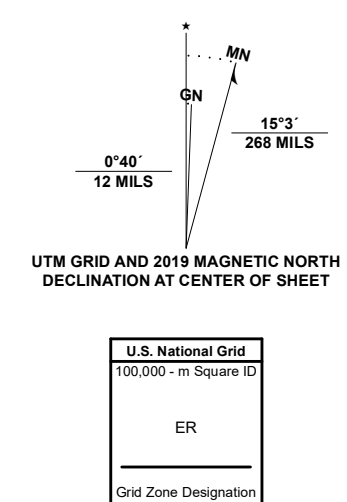 ★
MN
GN
15°3´
268 MILS
0°40´
12 MILS
UTM GRID AND 2019 MAGNETIC NORTH
DECLINATION AT CENTER OF SHEET
U.S. National Grid
100,000 - m Square ID
ER
Grid Zone Designation